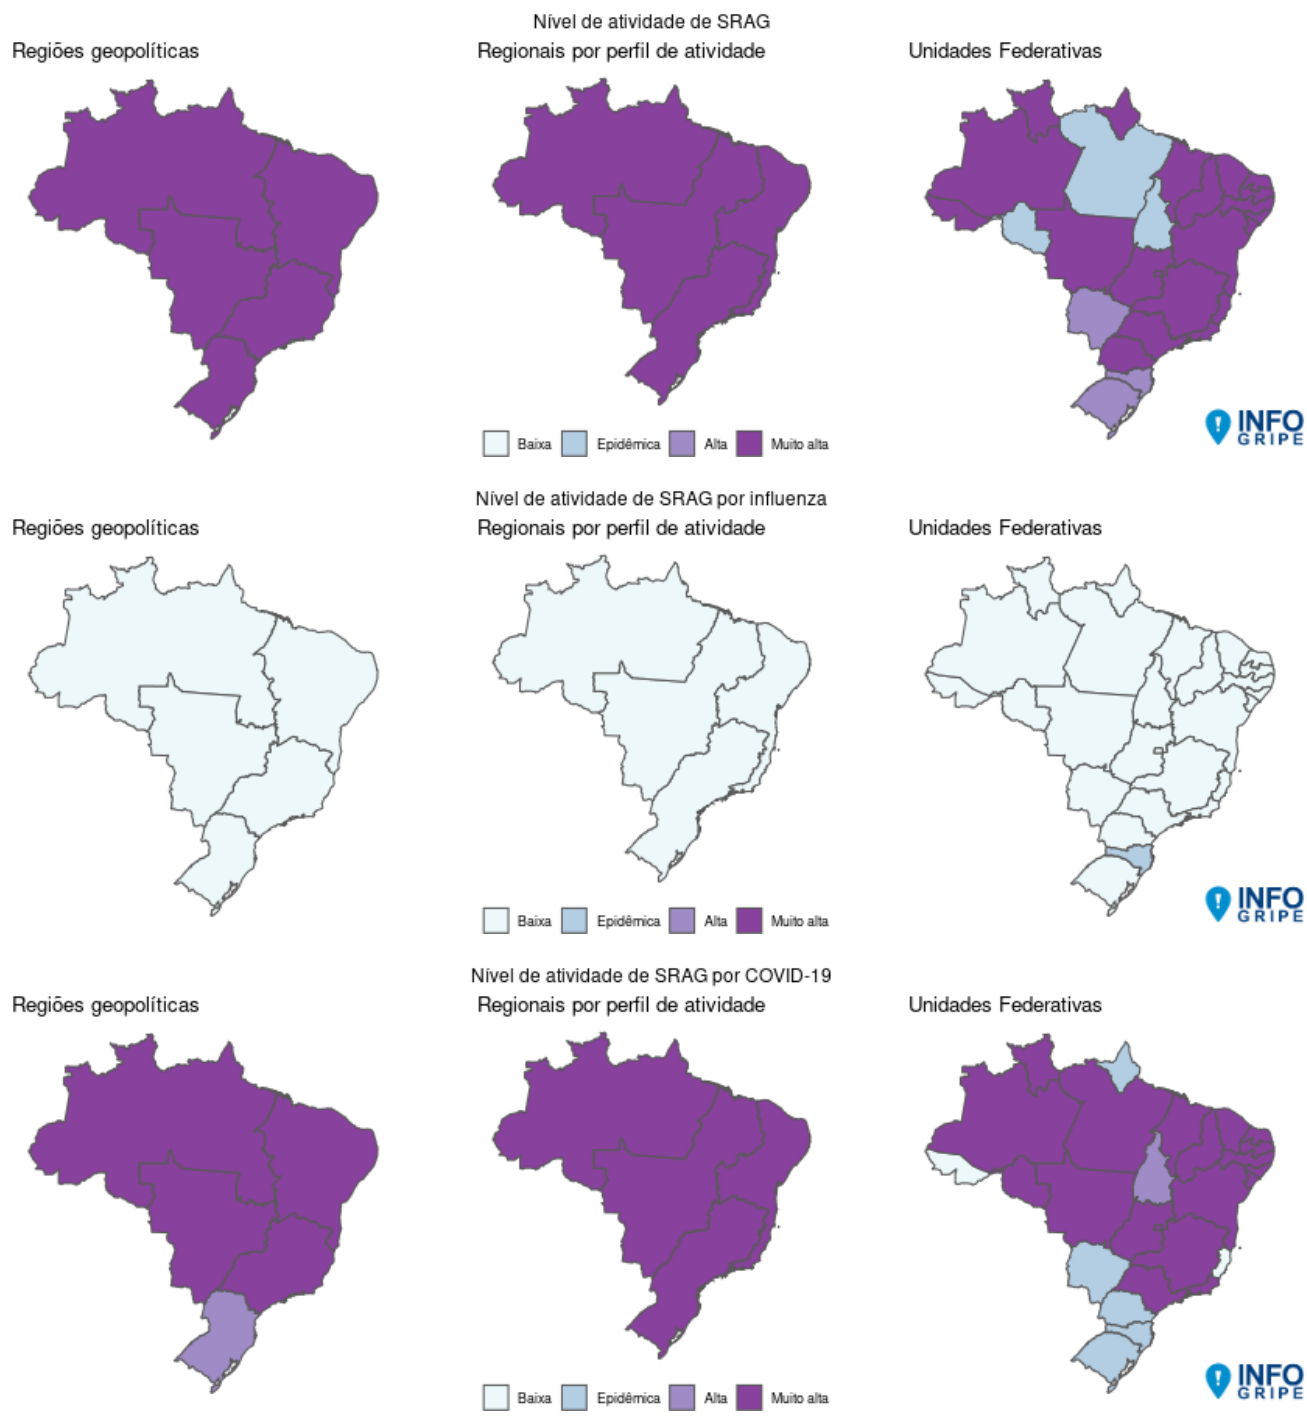 Nível de atividade de SRAG
Regiões geopolíticas
Regionais por perfil de atividade
Unidades Federativas
Baixa
Epidêmica
Alta
Muito alta
INFO
GRIPE
Nível de atividade de SRAG por influenza
Regiões geopolíticas
Regionais por perfil de atividade
Unidades Federativas
Baixa
Epidêmica
Alta
Muito alta
INFO
GRIPE
Nível de atividade de SRAG por COVID-19
Regiões geopolíticas
Regionais por perfil de atividade
Unidades Federativas
Baixa
Epidêmica
Alta
Muito alta
INFO
GRIPE